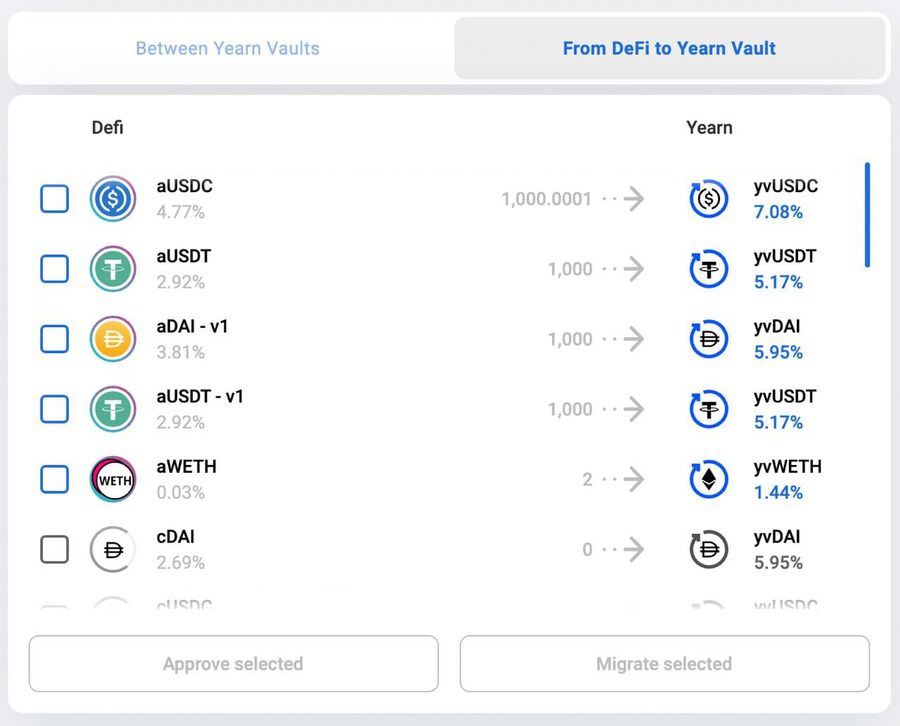 Between Yearn Vaults
From DeFi to Yearn Vault
Defi
Yearn
aUSDC
4.77%
1,000.0001
yvUSDC
7.08%
aUSDT
2.92%
1,000
yvUSDT
5.17%
aDAI - v1
3.81%
1,000
yvDAI
5.95%
aUSDT - v1
2.92%
1,000
yvUSDT
5.17%
WETH
aWETH
0.03%
2
yvWETH
1.44%
cDAI
2.69%
0
yvDAI
5.95%
cUSDC
yvUSDC
Approve selected
Migrate selected